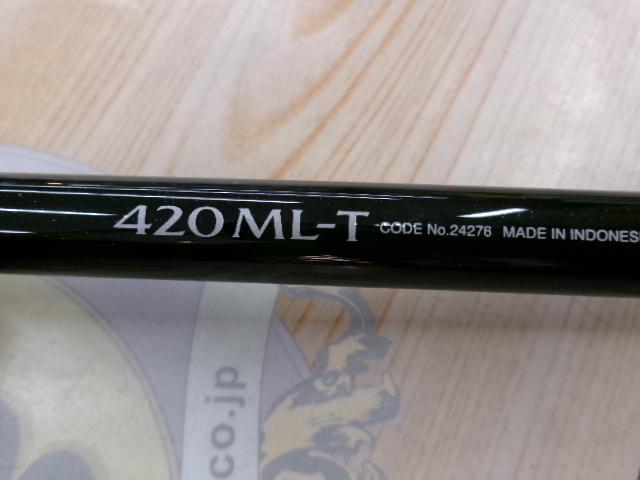 420ML-T CODE No.24276 MADE IN INDONES
co.jp